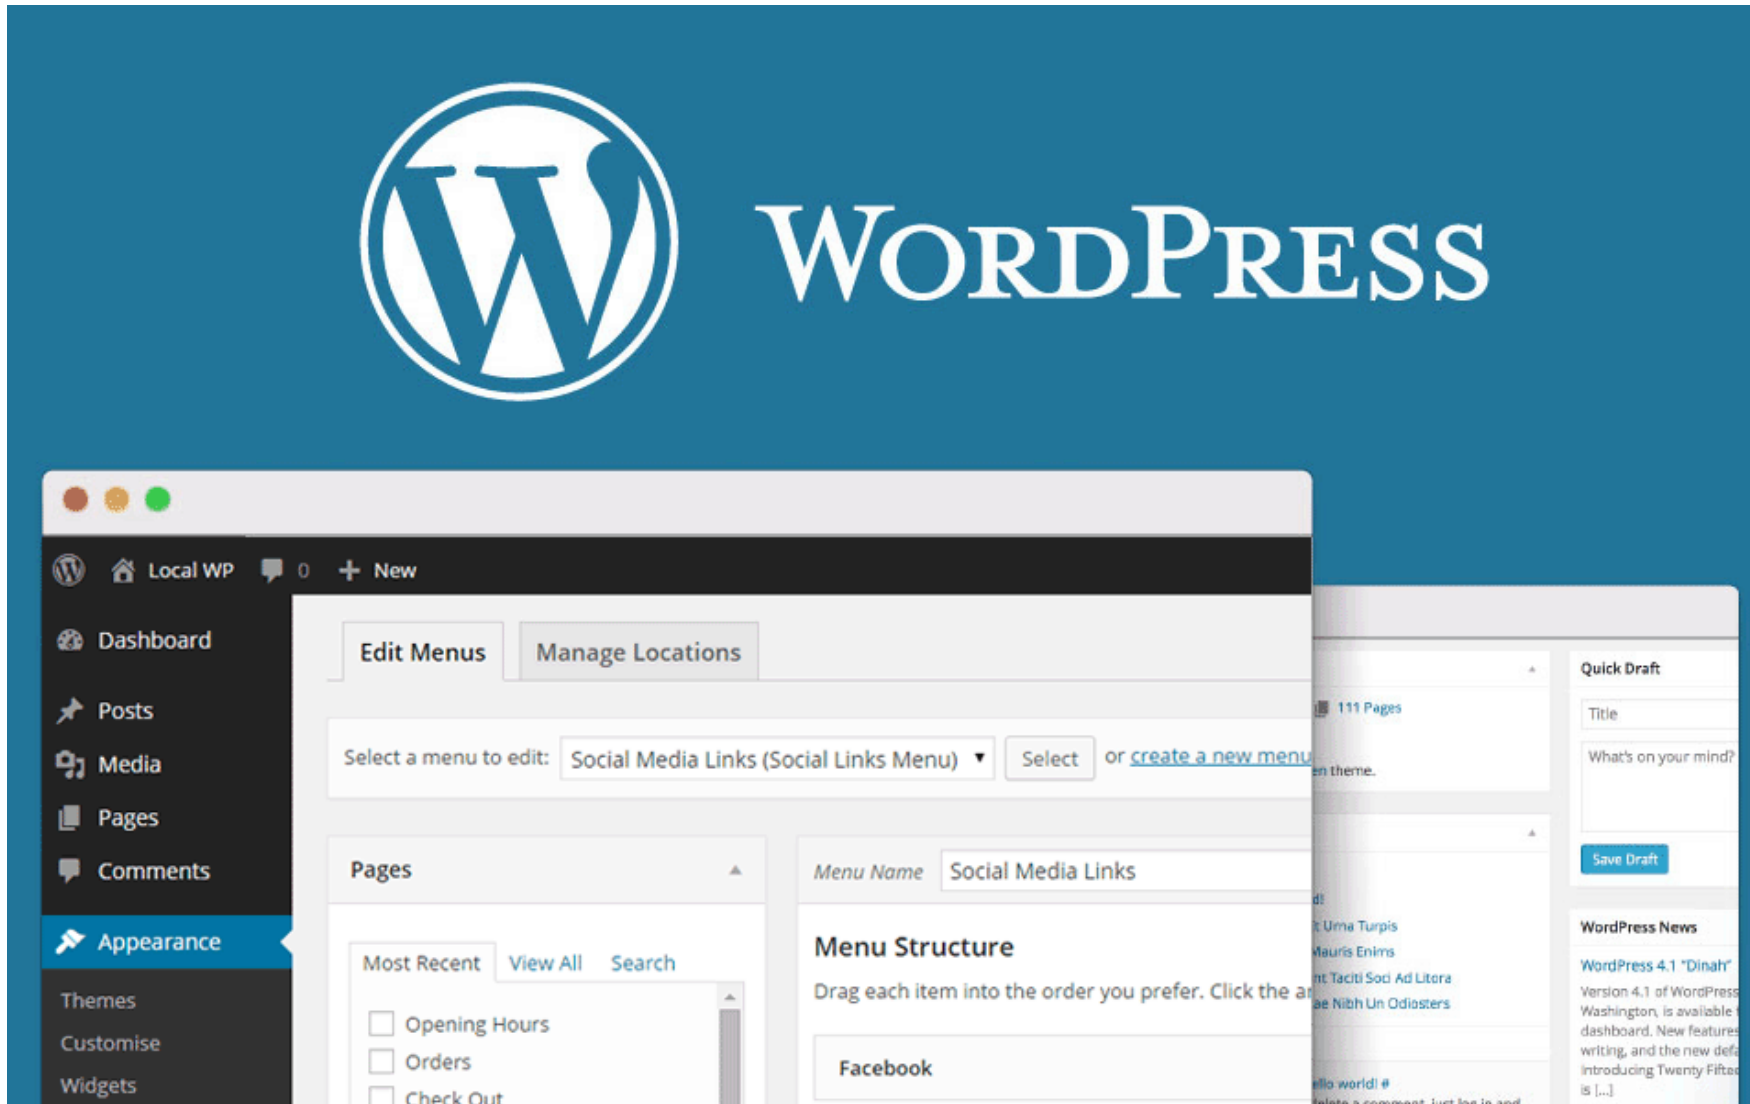 WORDPRESS
Local WP 0 New
Dashboard
Posts
Media
Pages
Comments
Appearance
Themes
Customise
Widgets
Edit Menus Manage Locations
Select a menu to edit: Social Media Links (Social Links Menu) Select or create a new menu
Pages
Most Recent View All Search
Opening Hours
Orders
Check Out
Menu Name Social Media Links
Menu Structure
Drag each item into the order you prefer. Click the
Facebook
111 Pages
theme.
Urna Turpis
Mauris Enims
Taciti Soci Ad Litora
Nibh Un Odiosters
world! #
a comment, just log in and
Quick Draft
Title
What's on your mind?
Save Draft
WordPress News
WordPress 4.1 "Dinah"
Version 4.1 of WordPress
Washington, is available
dashboard. New features
writing, and the new
introducing Twenty
is [...]